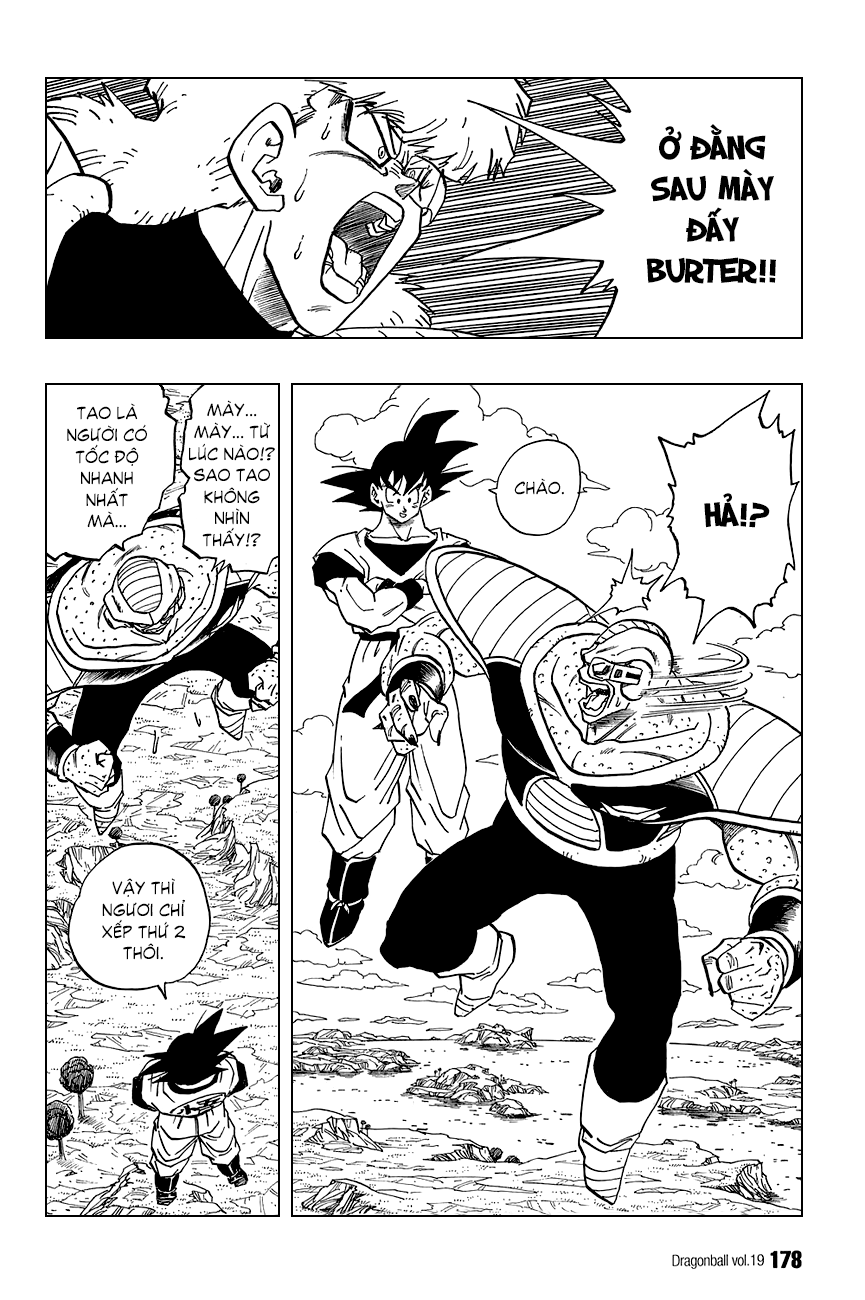 Ở ĐẰNG
SAU MÀY
ĐẤY
BURTER!!
HẢ!?
CHÀO.
MÀY...
MÀY... TỪ
LÚC NÀO!?
SAO TAO
KHÔNG
NHÌN
THẤY!?
TAO LÀ
NGƯỜI CÓ
TỐC ĐỘ
NHANH
NHẤT
MÀ...
VẬY THÌ
NGƯƠI CHỈ
XẾP THỨ 2
THÔI.
Dragonball vol.19 178